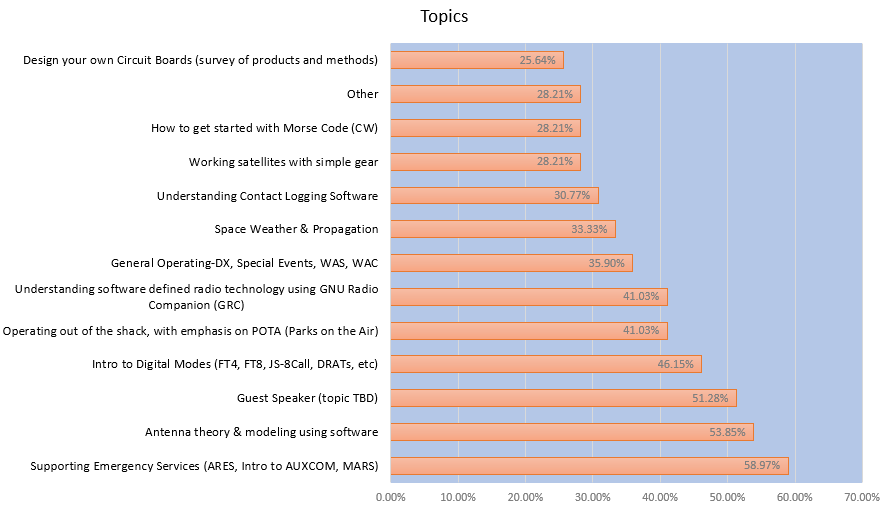 Topics
Design your own Circuit Boards (survey of products and methods)
25.64%
Other
28.21%
How to get started with Morse Code (CW)
28.21%
Working satellites with simple gear
28.21%
Understanding Contact Logging Software
30.77%
Space Weather & Propagation
33.33%
General Operating-DX, Special Events, WAS, WAC
35.90%
Understanding software defined radio technology using GNU Radio
Companion (GRC)
41.03%
Operating out of the shack, with emphasis on POTA (Parks on the Air)
41.03%
Intro to Digital Modes (FT4, FT8, JS-8Call, DRATs, etc)
46.15%
Guest Speaker (topic TBD)
51.28%
Antenna theory & modeling using software
53.85%
Supporting Emergency Services (ARES, Intro to AUXCOM, MARS)
58.97%
0.00% 10.00% 20.00% 30.00% 40.00% 50.00% 60.00% 70.00%